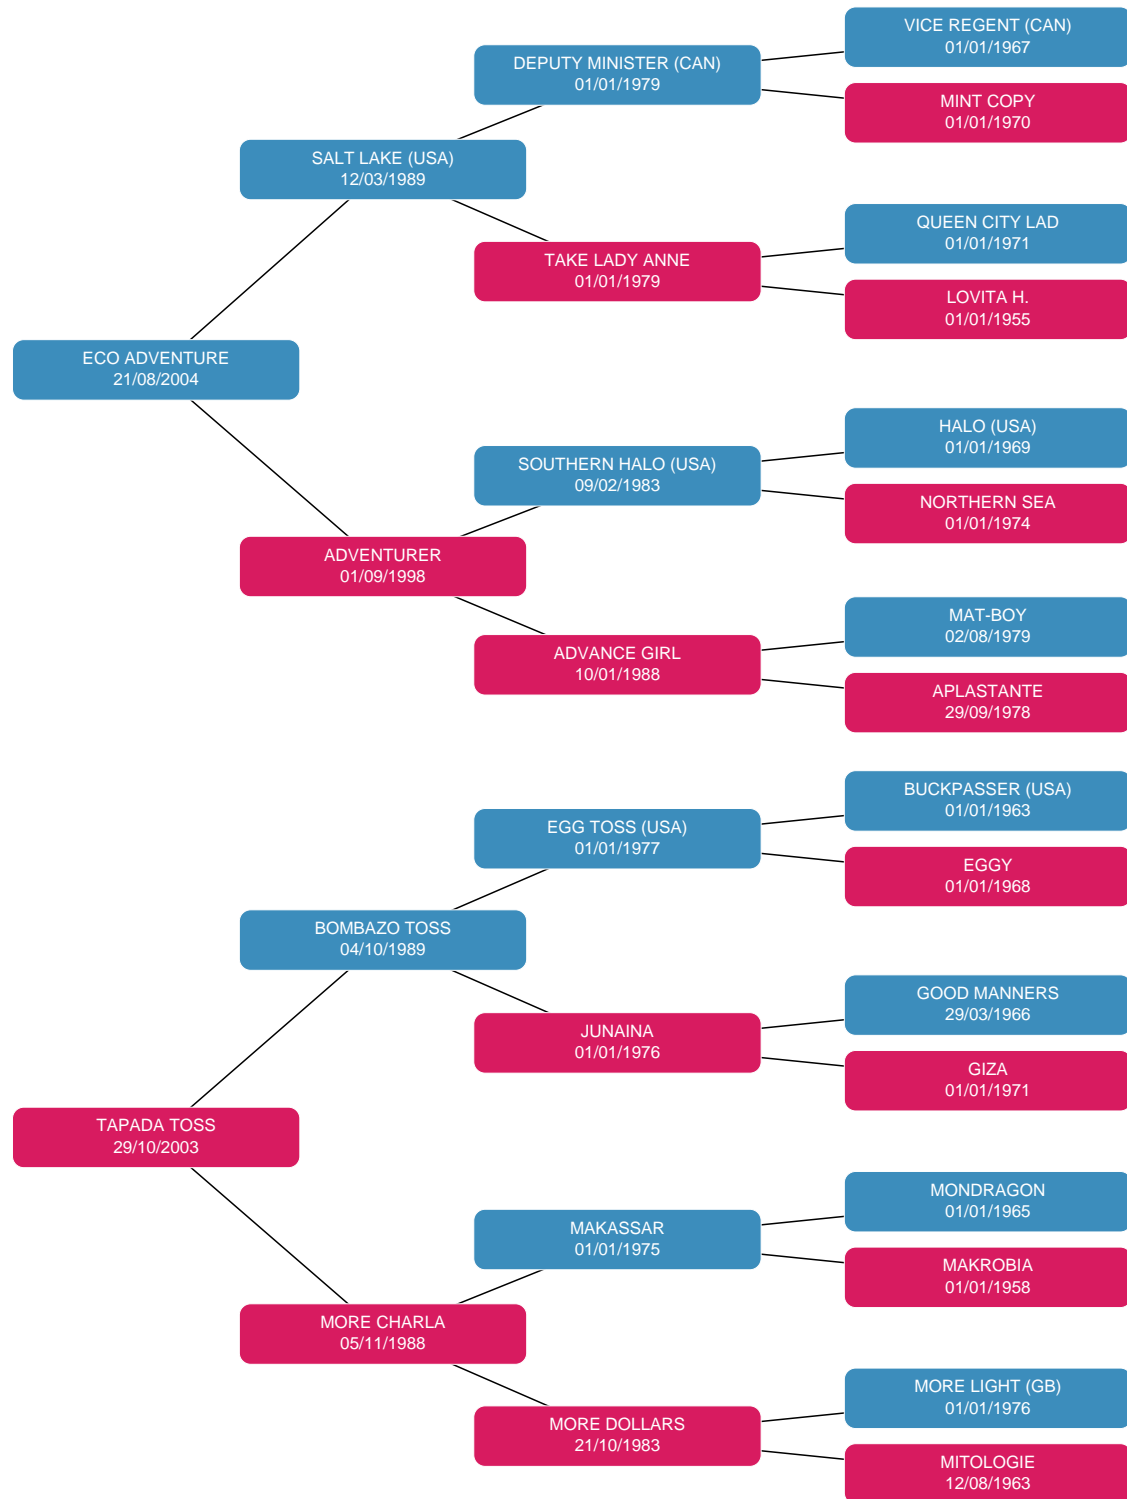 VICE REGENT (CAN)
01/01/1967
DEPUTY MINISTER (CAN)
01/01/1979
MINT COPY
01/01/1970
SALT LAKE (USA)
12/03/1989
QUEEN CITY LAD
01/01/1971
TAKE LADY ANNE
01/01/1979
LOVITA H.
01/01/1955
ECO ADVENTURE
21/08/2004
HALO (USA)
01/01/1969
SOUTHERN HALO (USA)
09/02/1983
NORTHERN SEA
01/01/1974
ADVENTURER
01/09/1998
MAT-BOY
02/08/1979
ADVANCE GIRL
10/01/1988
APLASTANTE
29/09/1978
BUCKPASSER (USA)
01/01/1963
EGG TOSS (USA)
01/01/1977
EGGY
01/01/1968
BOMBAZO TOSS
04/10/1989
GOOD MANNERS
29/03/1966
JUNAINA
01/01/1976
GIZA
01/01/1971
TAPADA TOSS
29/10/2003
MONDRAGON
01/01/1965
MAKASSAR
01/01/1975
MAKROBIA
01/01/1958
MORE CHARLA
05/11/1988
MORE LIGHT (GB)
01/01/1976
MORE DOLLARS
21/10/1983
MITOLOGIE
12/08/1963